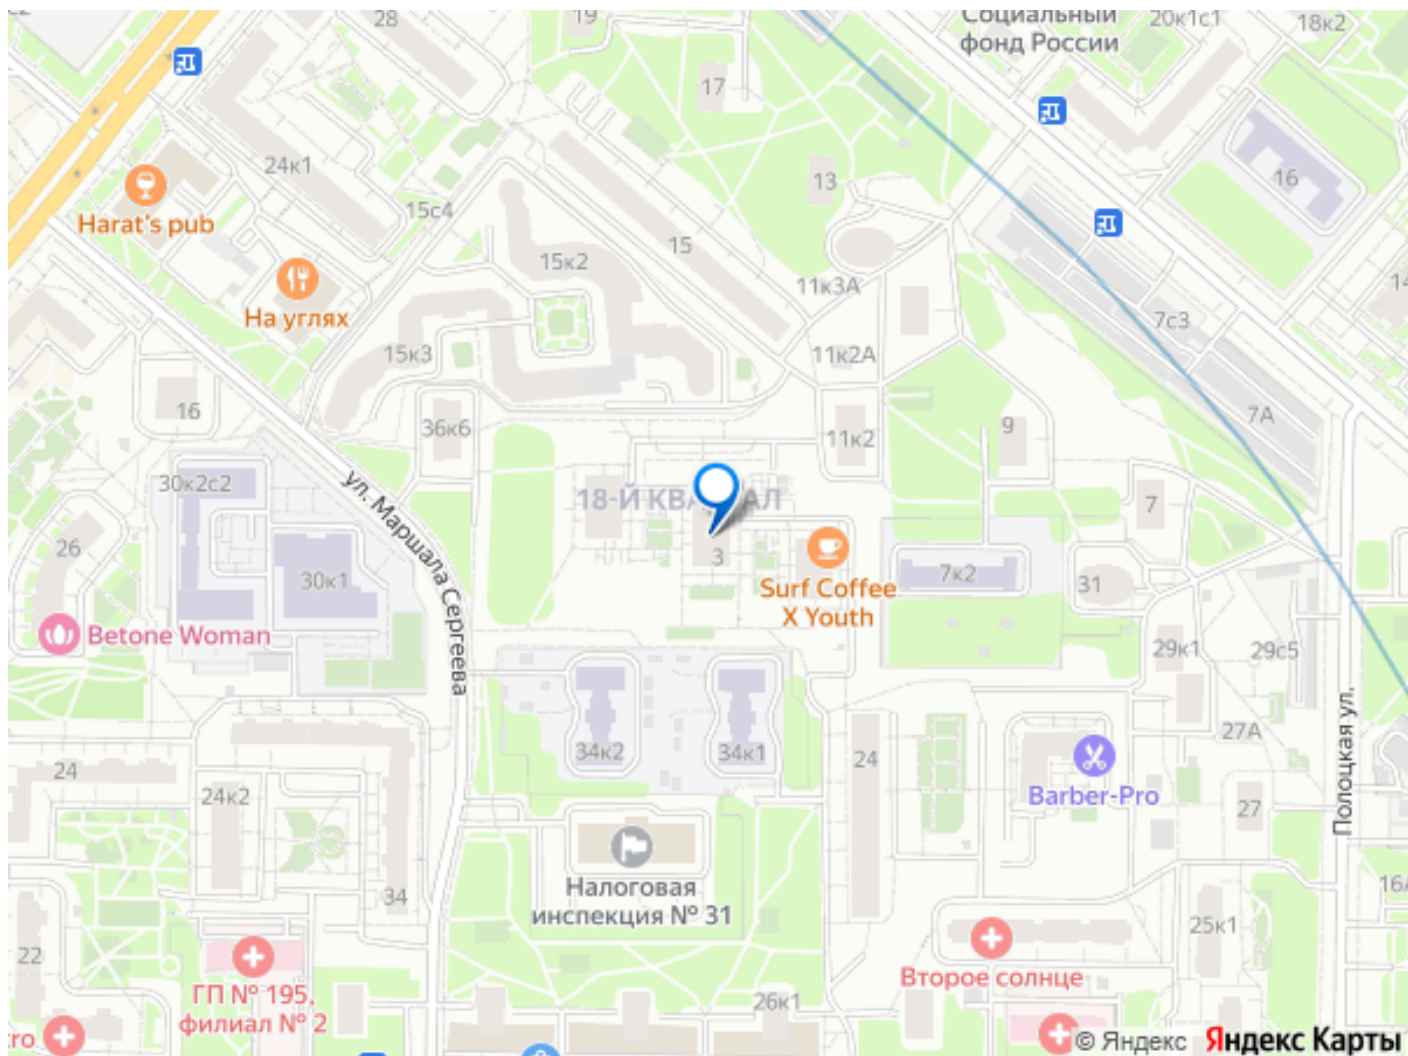 28
19
Социальный
фонд России
20к1с1
18к2
17
24к1
13
16
Harat's pub
15с4
15
15к2
11к3А
На углях
7с3
15к3
11к2А
16
36к6
11к2
9
7А
30к2с2
ул. Маршала Сергеева
18-Й КВА
АЛ
7
26
30к1
3
Surf Coffee
X Youth
7к2
31
Betone Woman
29к1
29с5
34к2
34к1
24
27А
Полоцкая ул.
24
24к2
Barber-Pro
27
Налоговая
инспекция № 31
34
16А
22
25к1
ГП № 195,
филиал № 2
Второе солнце
26к1
© Яндекс Яндекс Карты